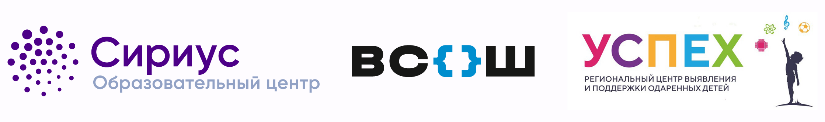 Сириус
Образовательный центр
ВС{}Ш
УСПЕХ
РЕГИОНАЛЬНЫЙ ЦЕНТР ВЫЯВЛЕНИЯ
И ПОДДЕРЖКИ ОДАРЕННЫХ ДЕТЕЙ